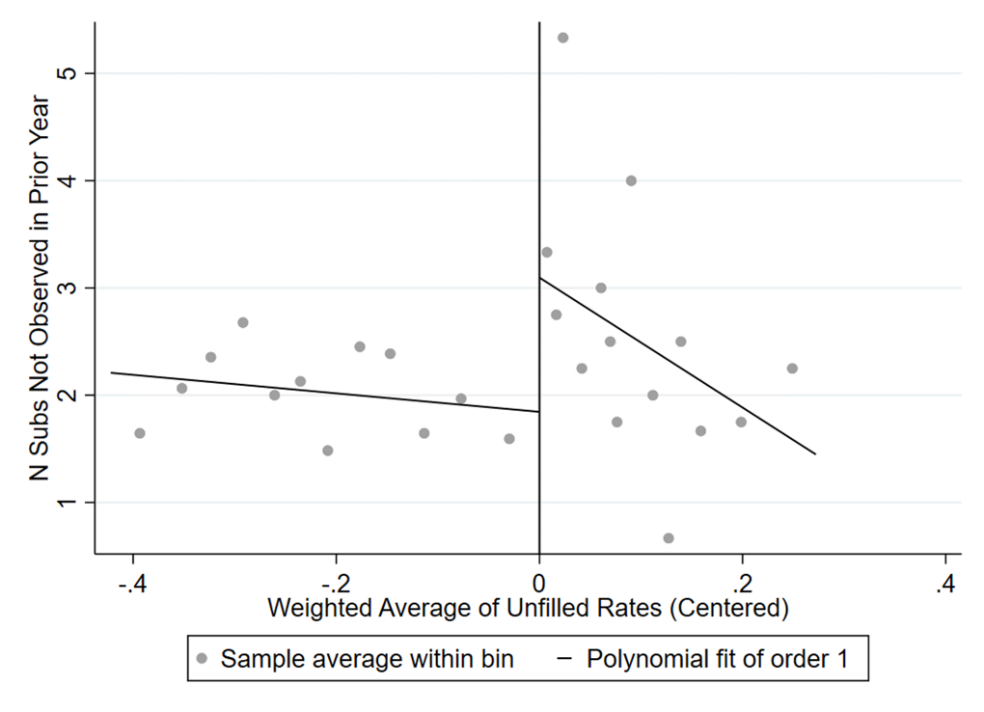 N Subs Not Observed in Prior Year
5
4
3
2
1
-.4 -.2 0 .2 .4
Weighted Average of Unfilled Rates (Centered)
Sample average within bin Polynomial fit of order 1